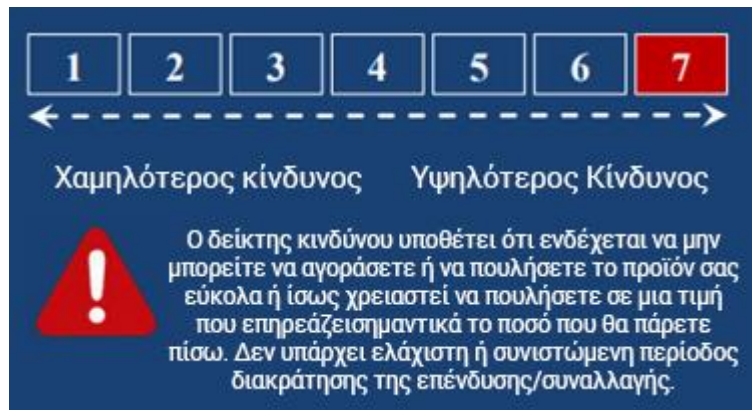 1 2 3 4 5 6 7
Χαμηλότερος κίνδυνος Υψηλότερος Κίνδυνος
Ο δείκτης κινδύνου υποθέτει ότι ενδέχεται να μην
μπορείτε να αγοράσετε ή να πουλήσετε το προϊόν σας
εύκολα ή ίσως χρειαστεί να πουλήσετε σε μια τιμή
που επηρεάζεισημαντικά το ποσό που θα πάρετε
πίσω. Δεν υπάρχει ελάχιστη ή συνιστώμενη περίοδος
διακράτησης της επένδυσης/συναλλαγής.